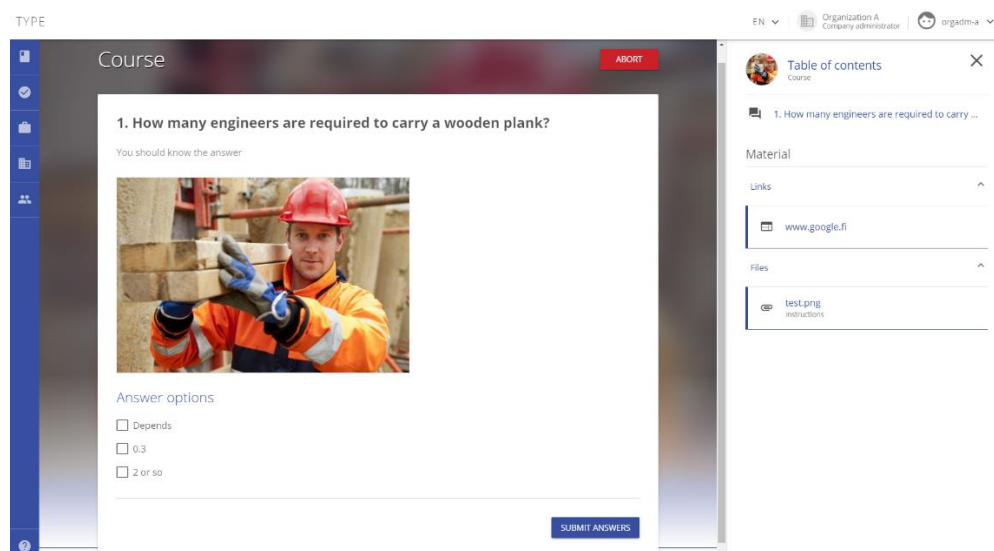 TYPE
EN
Organization A
Company administrator
orgadm-a
Course
ABORT
1. How many engineers are required to carry a wooden plank?
You should know the answer
Answer options
Depends
0.3
2 or so
SUBMIT ANSWERS
Table of contents
Course
1. How many engineers are required to carry ...
Material
Links
www.google.fi
Files
test.png
instructions